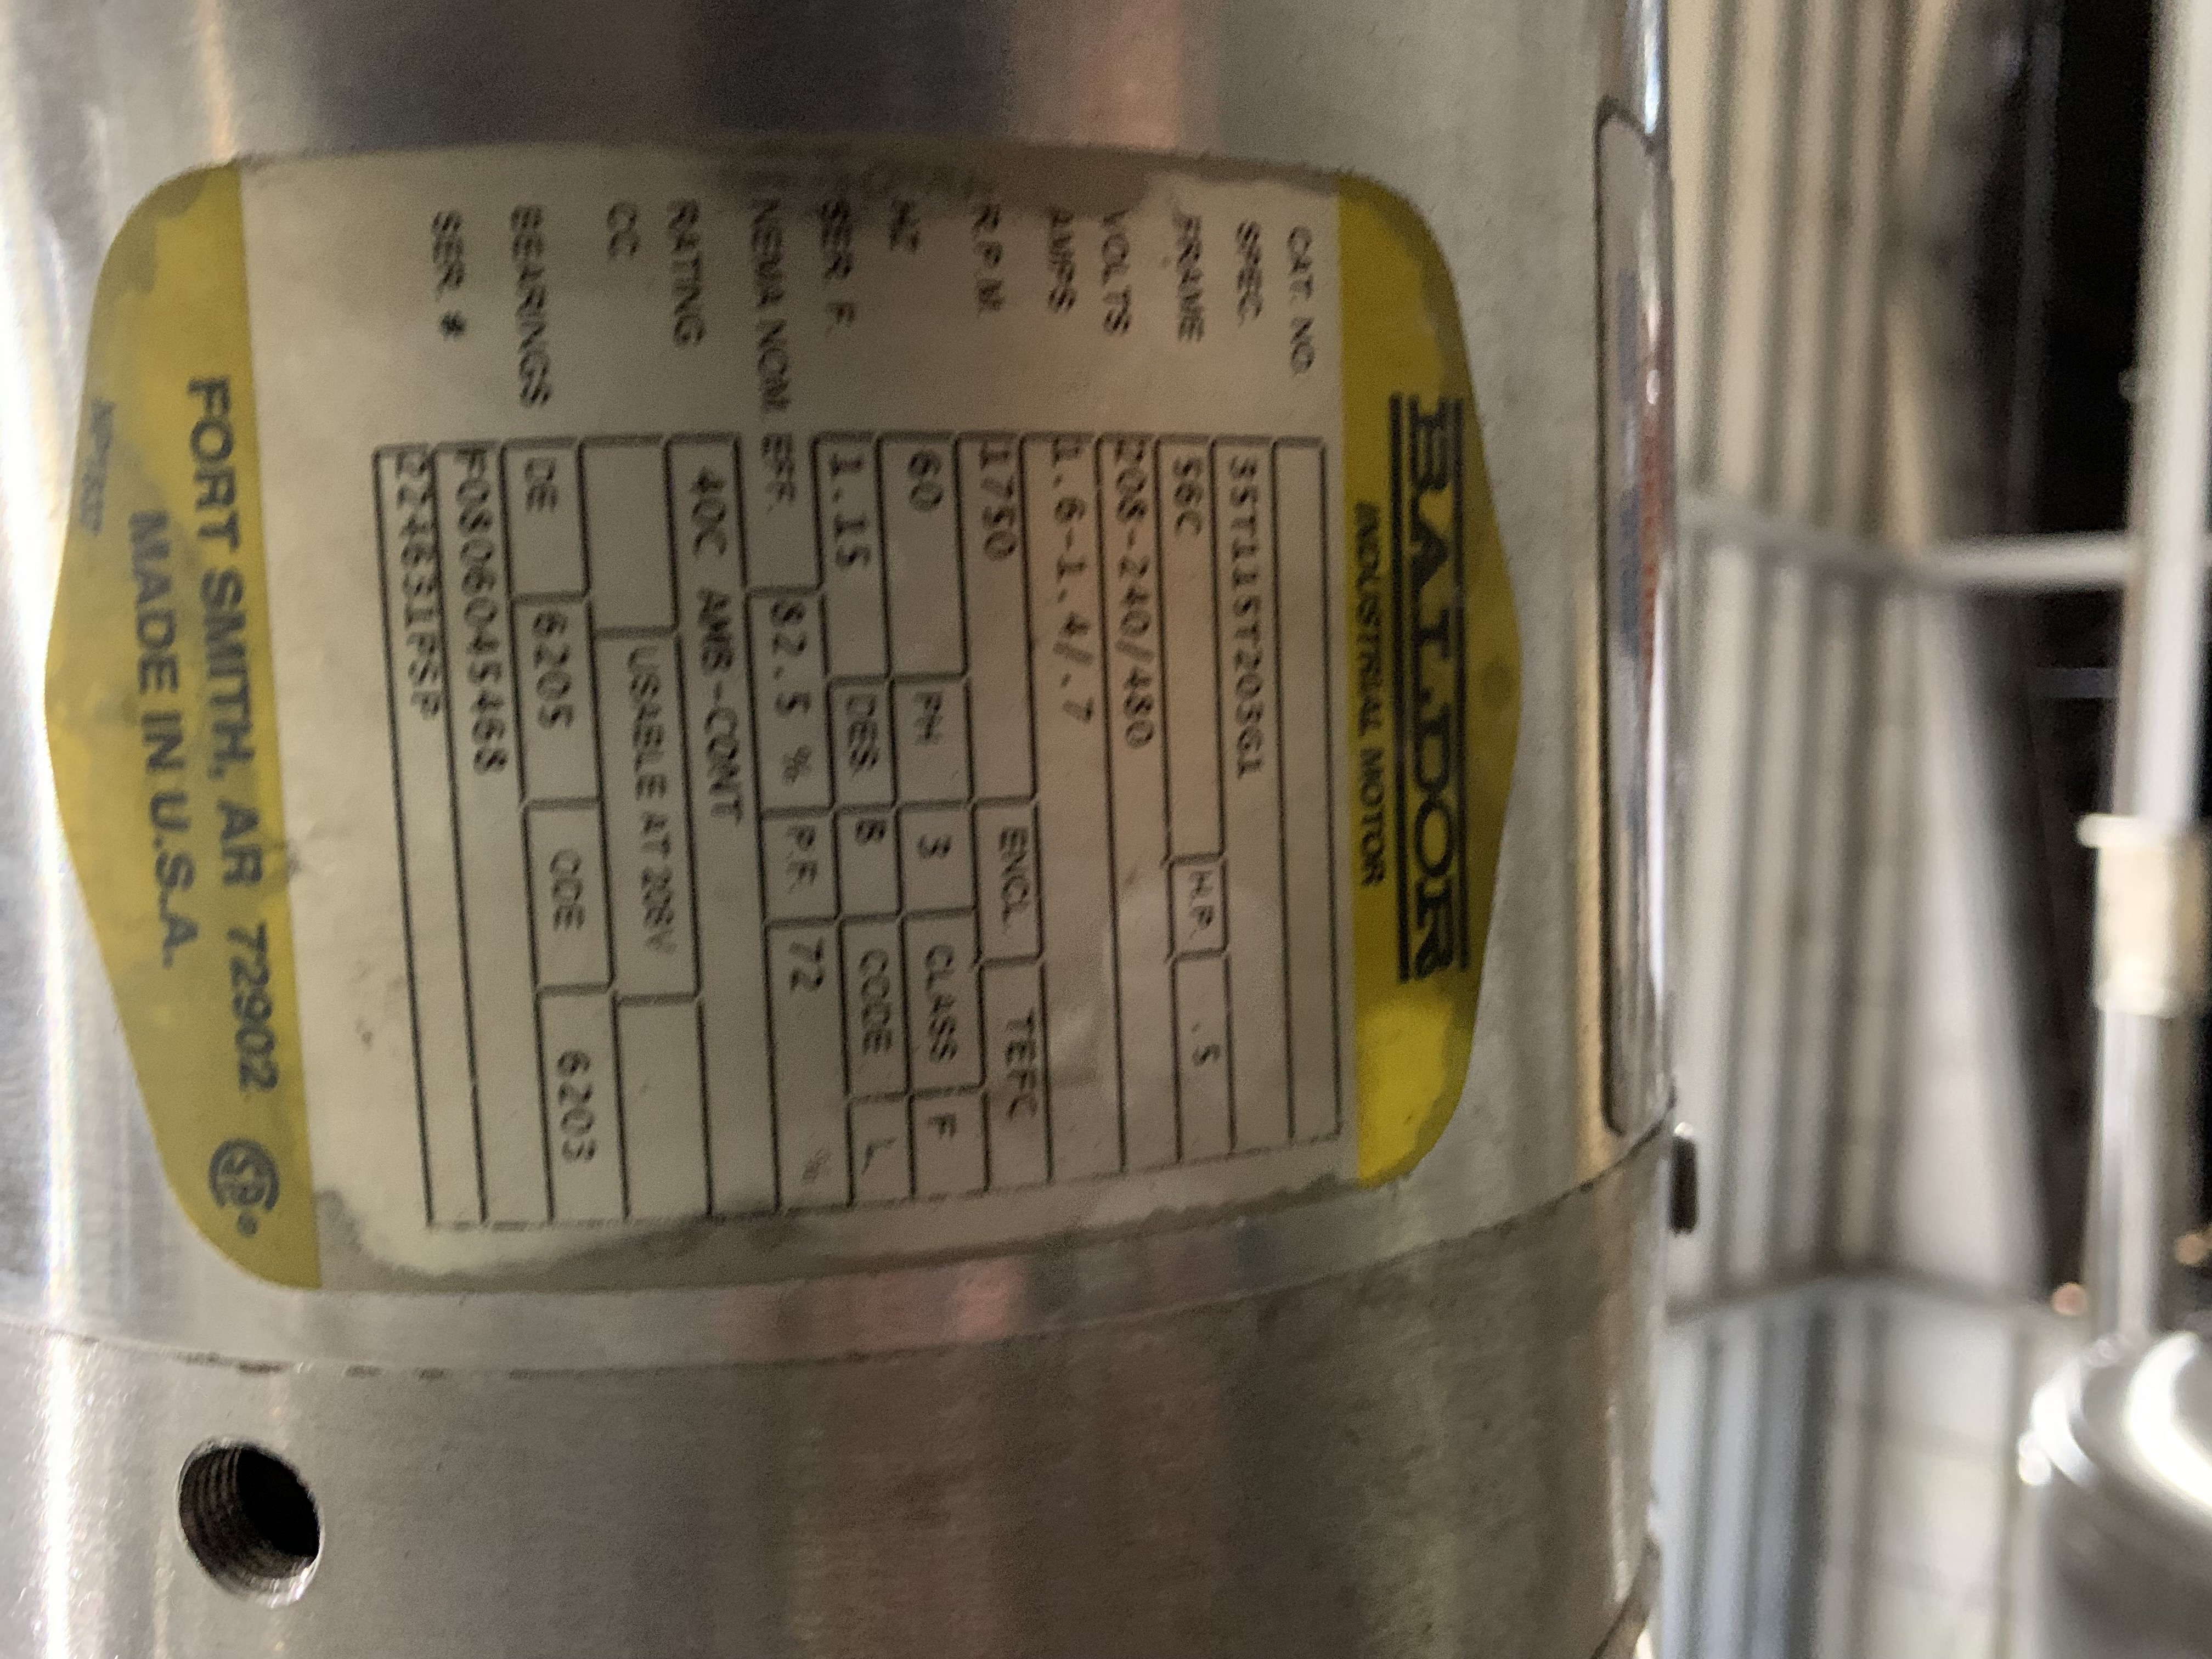 BALDOR
INDUSTRIAL MOTOR
CAT. NO.
SPEC. 35T115T203G1
FRAME 56C H.P. .5
VOLTS 208-240/480
AMPS 1.6-1.4/.7
R.P.M. 1750 ENCL. TEFC
HZ 60 PH 3 CLASS F
SER. F. 1.15 DES. B CODE L
NEMA NOM. EFF. 82.5 % P.F. 72 %
RATING 40C AMB-CONT
CC USABLE AT 208V
BEARINGS DE 6205 ODE 6203
SER. # F0806045468
FORT SMITH, AR 72902
MADE IN U.S.A.